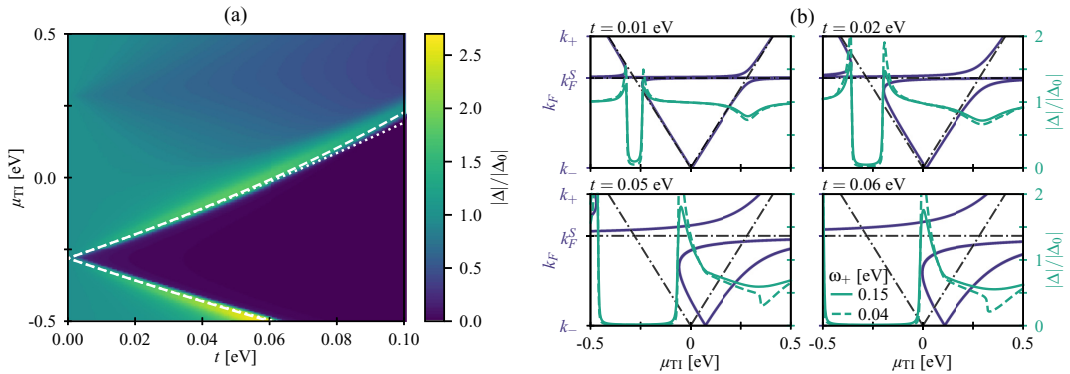 (a)
0.5
0.0
-0.5
μTI [eV]
0.00 0.02 0.04 0.06 0.08 0.10
t [eV]
2.5
2.0
1.5
1.0
0.5
0.0
|Δ|/|Δ0|
(b)
t = 0.01 eV
t = 0.02 eV
k+
kFS
k−
kF
2
1
0
|Δ|/|Δ0|
t = 0.05 eV
t = 0.06 eV
k+
kFS
k−
kF
2
1
0
|Δ|/|Δ0|
ω+ [eV]
0.15
0.04
-0.5 0 0.5
-0.5 0 0.5
μTI [eV]
μTI [eV]